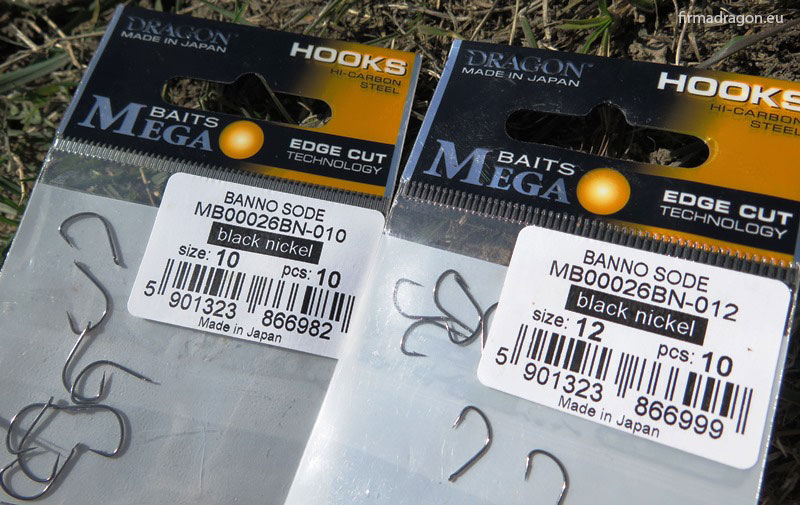 firmadragon.eu
DRAGON
MADE IN JAPAN
HOOKS
HI-CARBON
STEEL
MEGA
BAITS
EDGE CUT
TECHNOLOGY
BANNO SODE
MB00026BN-010
black nickel
size: 10 pcs: 10
5 901323 866982
Made in Japan
DRAGON™
MADE IN JAPAN
HOOKS
HI-CARBON
STEEL
MEGA
BAITS
EDGE CUT
TECHNOLOGY
BANNO SODE
MB00026BN-012
black nickel
size: 12 pcs: 10
5 901323 866999
Made in Japan